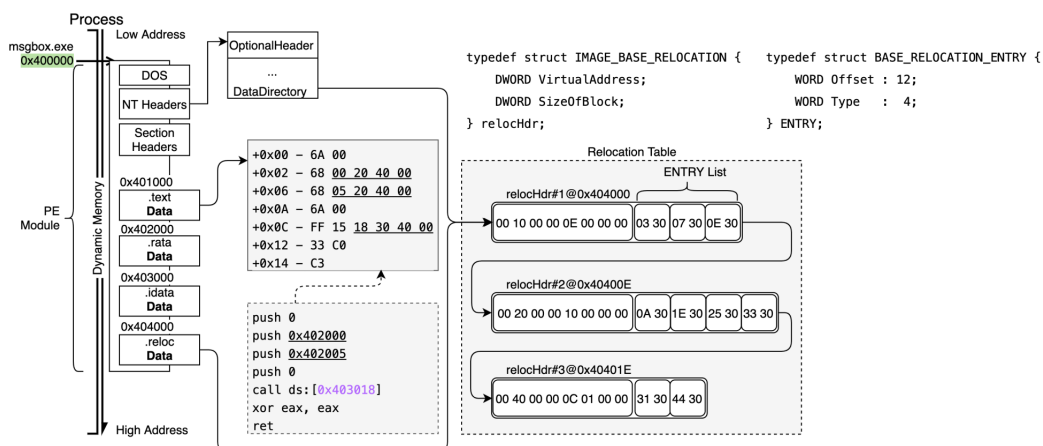 Process
Low Address
msgbox.exe
0x400000
DOS
NT Headers
Section
Headers
0x401000
.text
Data
0x402000
.rata
Data
0x403000
.idata
Data
0x404000
.reloc
Data
PE
Module
Dynamic Memory
High Address
OptionalHeader
...
DataDirectory
+0x00 – 6A 00
+0x02 – 68 00 20 40 00
+0x06 – 68 05 20 40 00
+0x0A – 6A 00
+0x0C – FF 15 18 30 40 00
+0x12 – 33 C0
+0x14 – C3
push 0
push 0x402000
push 0x402005
push 0
call ds:[0x403018]
xor eax, eax
ret
typedef struct IMAGE_BASE_RELOCATION {
DWORD VirtualAddress;
DWORD SizeOfBlock;
} relocHdr;
typedef struct BASE_RELOCATION_ENTRY {
WORD Offset : 12;
WORD Type : 4;
} ENTRY;
Relocation Table
ENTRY List
relocHdr#1@0x404000
00 10 00 00 0E 00 00 00 03 30 07 30 0E 30
relocHdr#2@0x40400E
00 20 00 00 10 00 00 00 0A 30 1E 30 25 30 33 30
relocHdr#3@0x40401E
00 40 00 00 0C 01 00 00 31 30 44 30